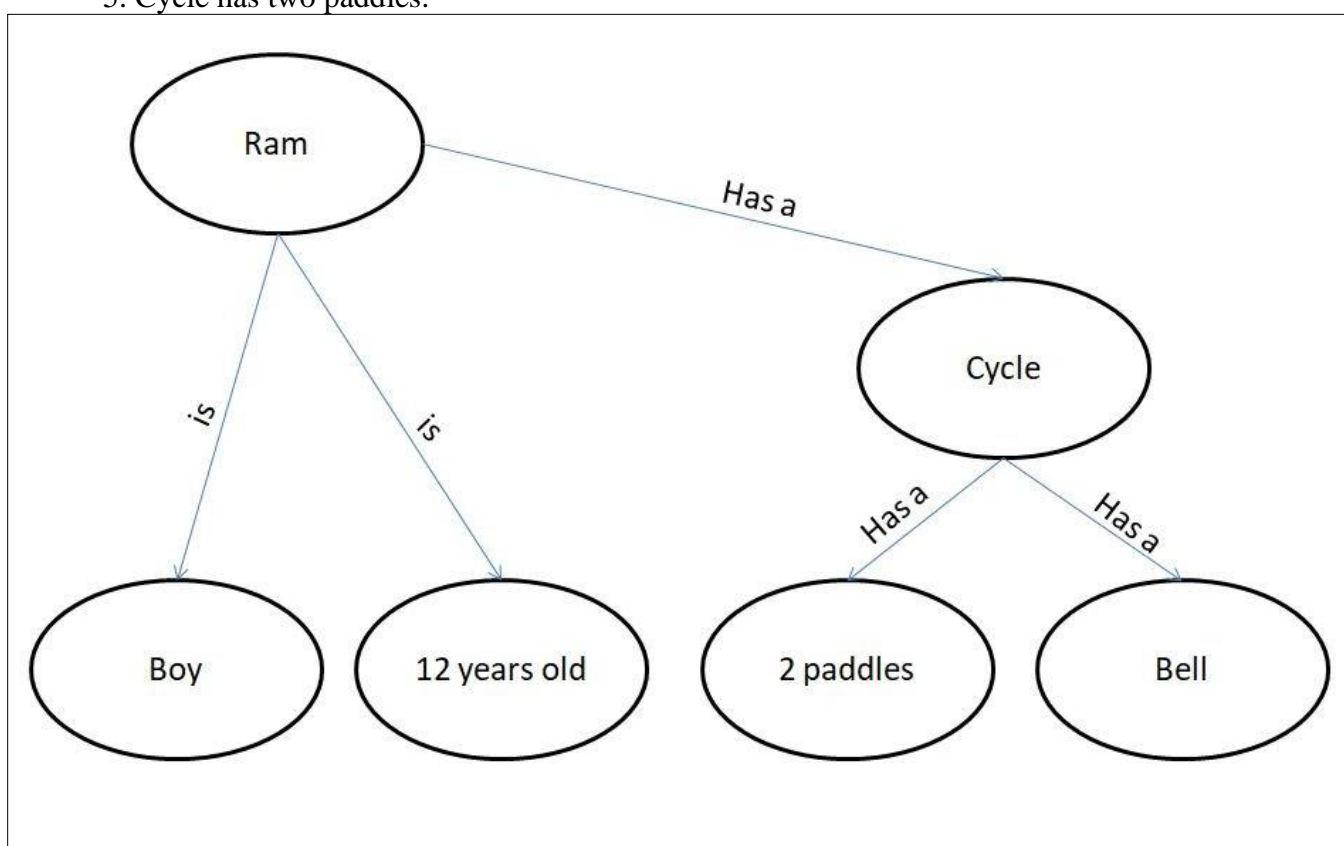 5. Cycle has two paddles.
Ram
Has a
Cycle
is
is
Has a
Has a
Boy
12 years old
2 paddles
Bell